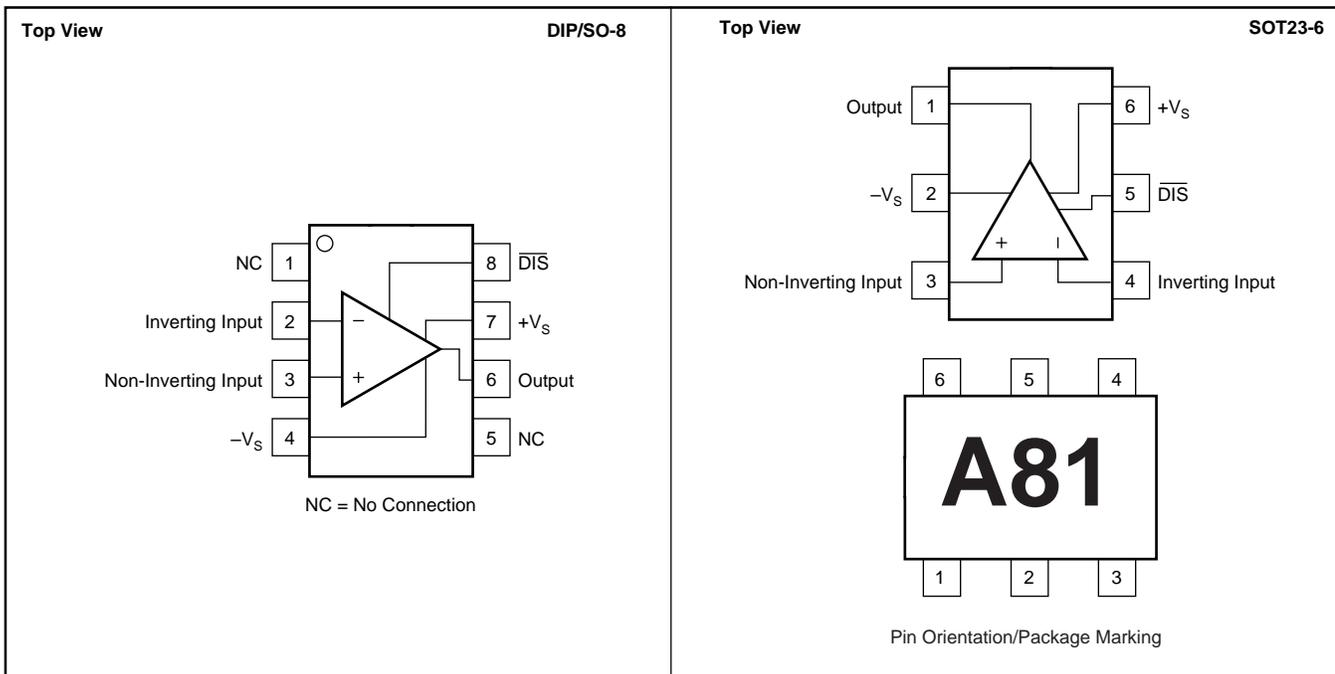 Top View DIP/SO-8
NC 1
8 D̅I̅S̅
Inverting Input 2 −
7 +VS
Non-Inverting Input 3 +
6 Output
–VS 4
5 NC
NC = No Connection
Top View SOT23-6
Output 1
6 +VS
–VS 2
5 D̅I̅S̅
+ −
Non-Inverting Input 3
4 Inverting Input
6 5 4
A81
1 2 3
Pin Orientation/Package Marking